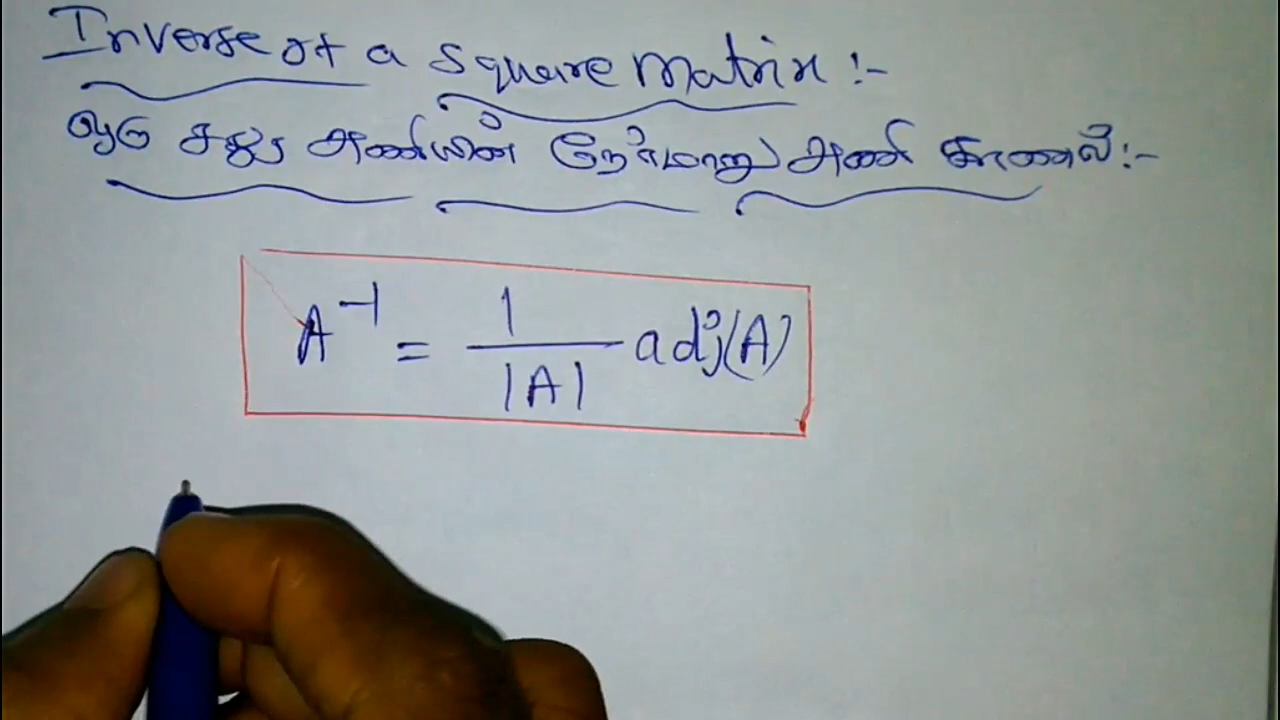 Inverse of a square matrix :-
ஒரு சதுர அணியின் நேர்மாறு அணி காணல் :-
A⁻¹ = 1/|A| adj(A)